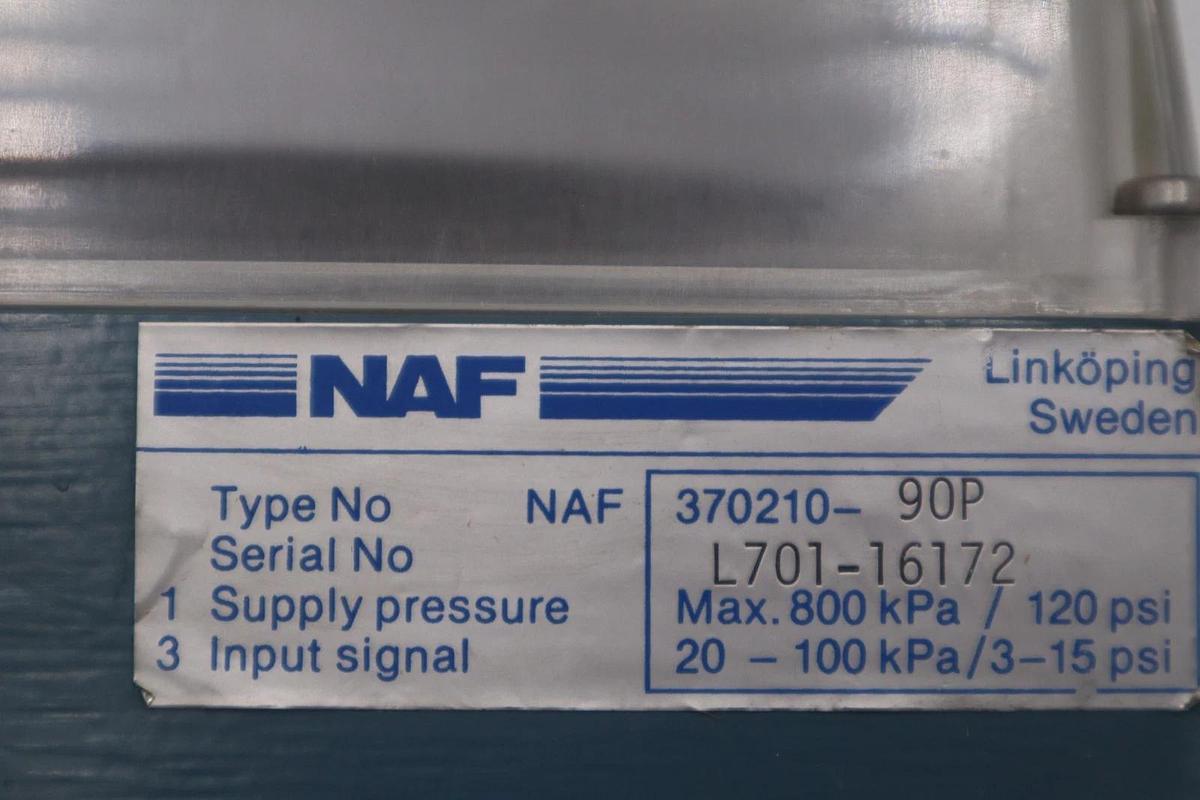 NAF Linköping
Sweden
Type No NAF 370210- 90P
Serial No L701-16172
1 Supply pressure Max. 800 kPa / 120 psi
3 Input signal 20 - 100 kPa/3-15 psi